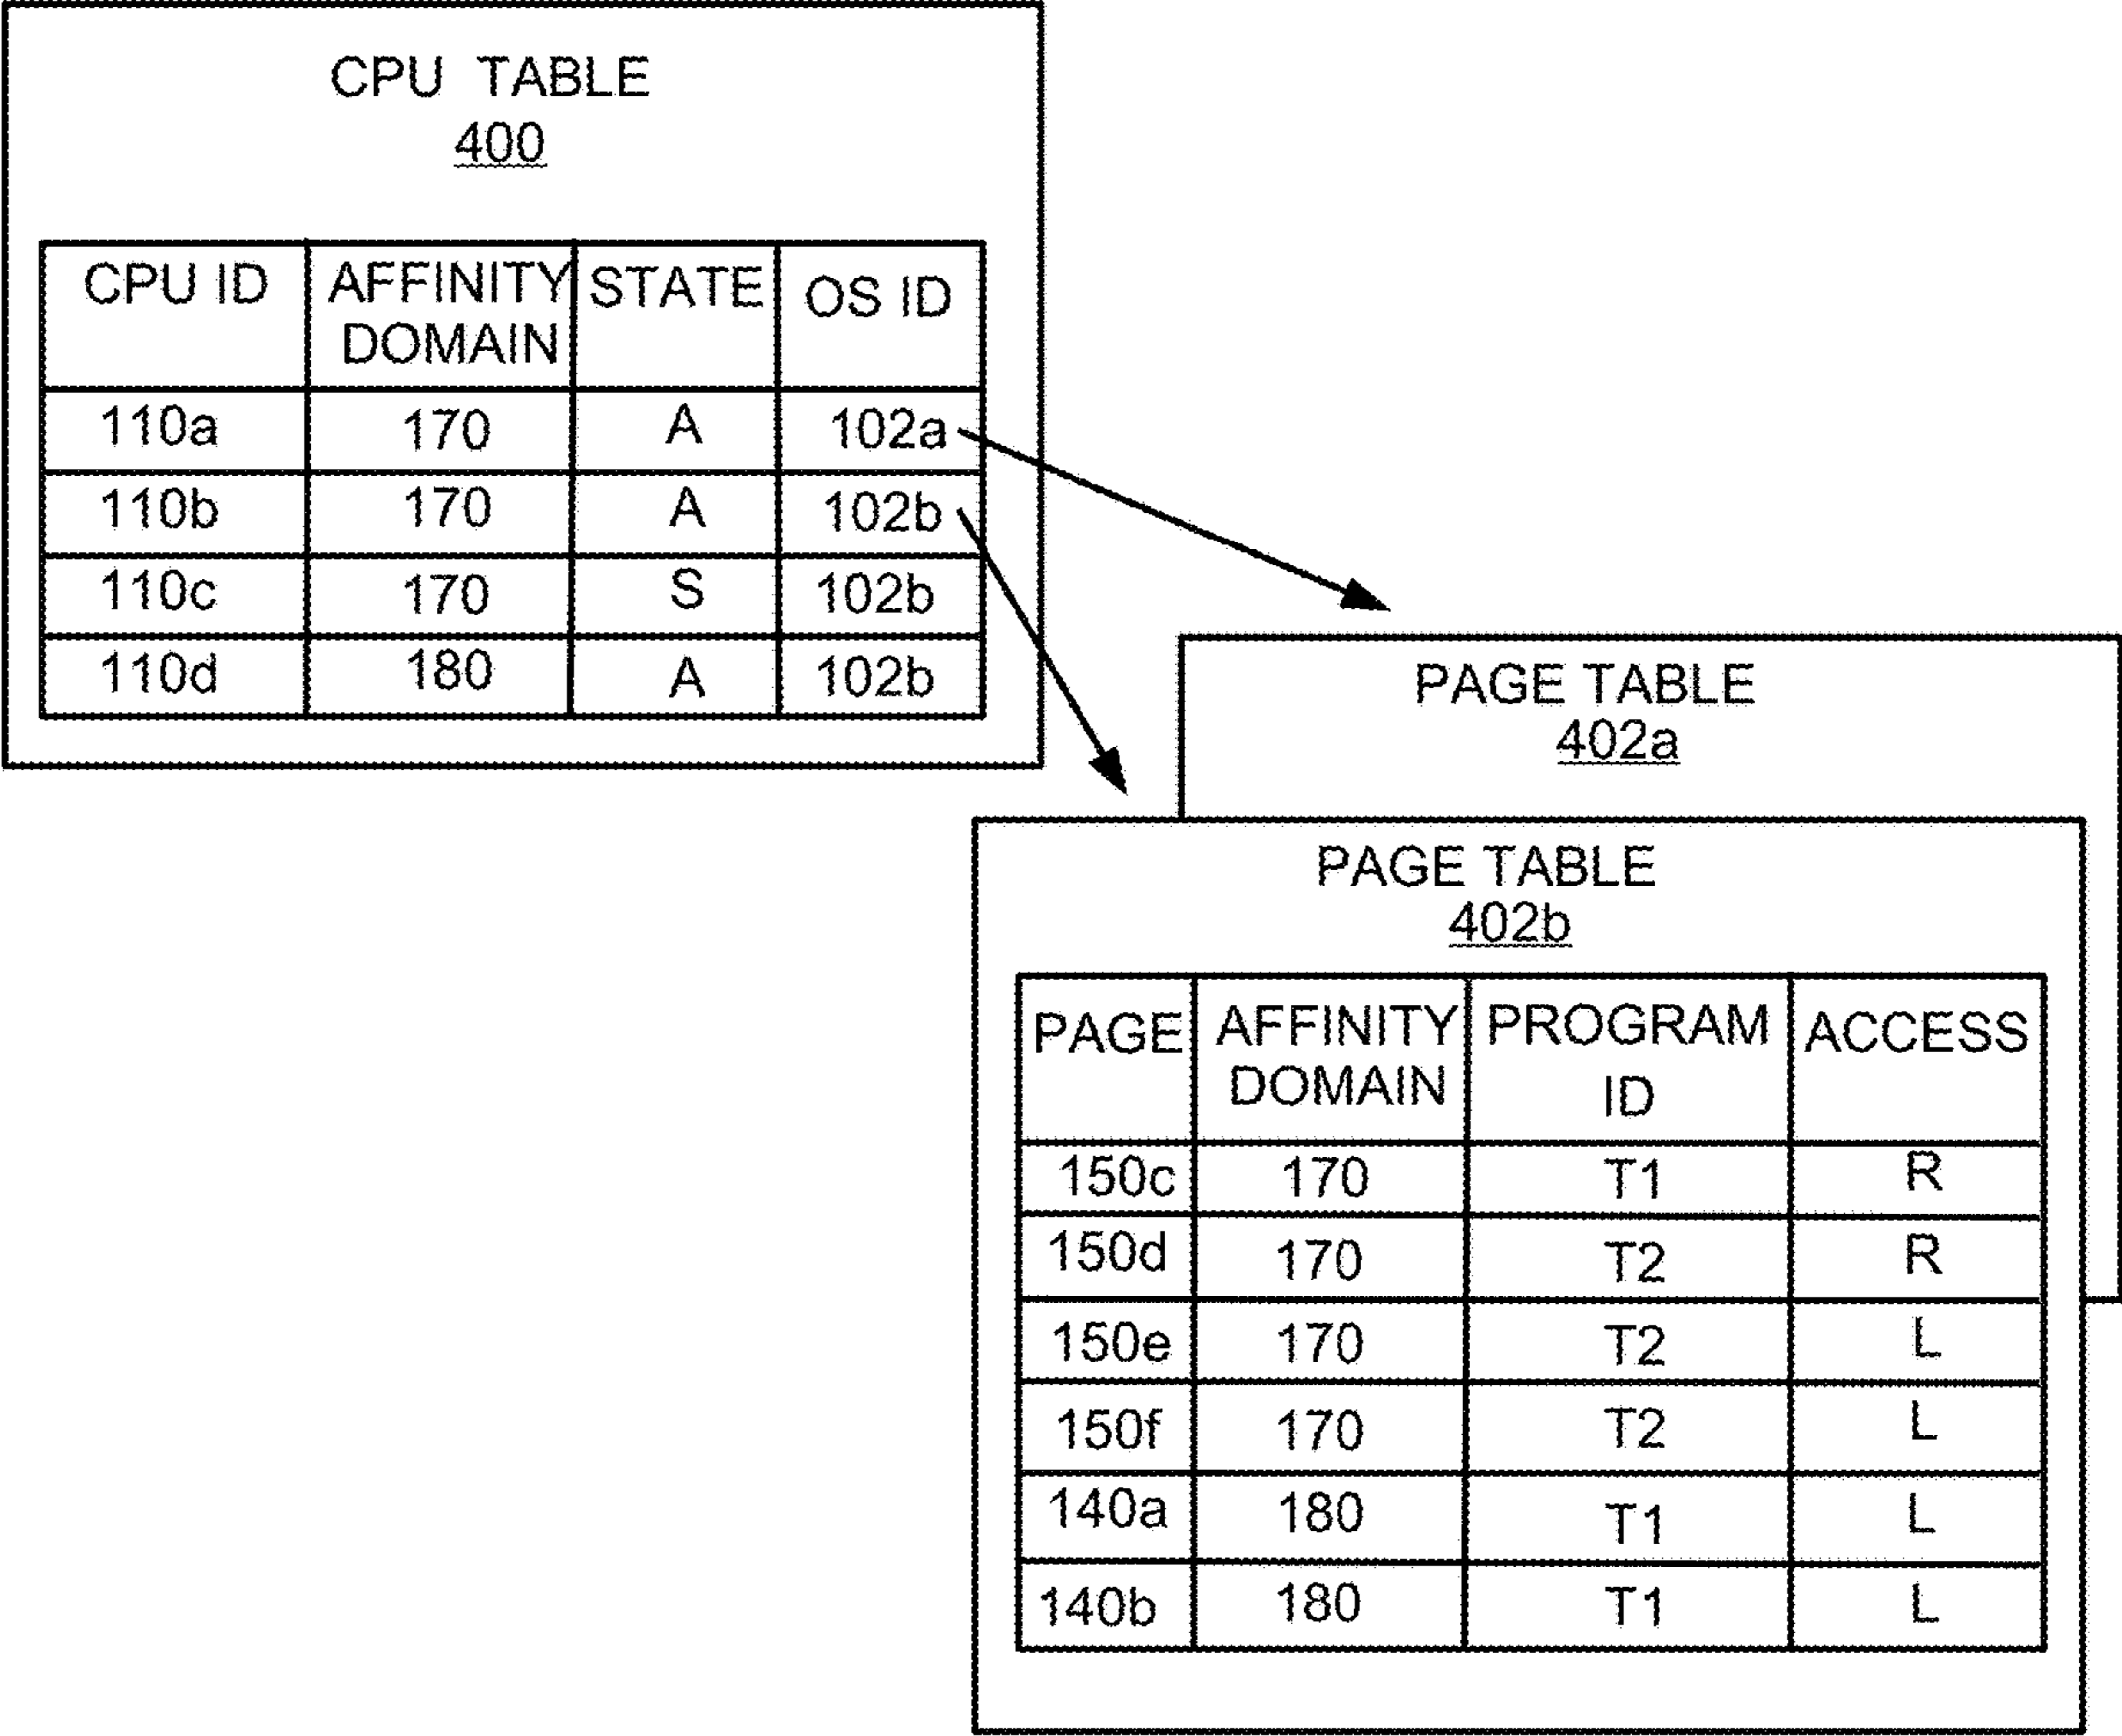 CPU TABLE
400
CPU ID AFFINITY DOMAIN STATE OS ID
110a 170 A 102a
110b 170 A 102b
110c 170 S 102b
110d 180 A 102b
PAGE TABLE
402a
PAGE TABLE
402b
PAGE AFFINITY DOMAIN PROGRAM ID ACCESS
150c 170 T1 R
150d 170 T2 R
150e 170 T2 L
150f 170 T2 L
140a 180 T1 L
140b 180 T1 L